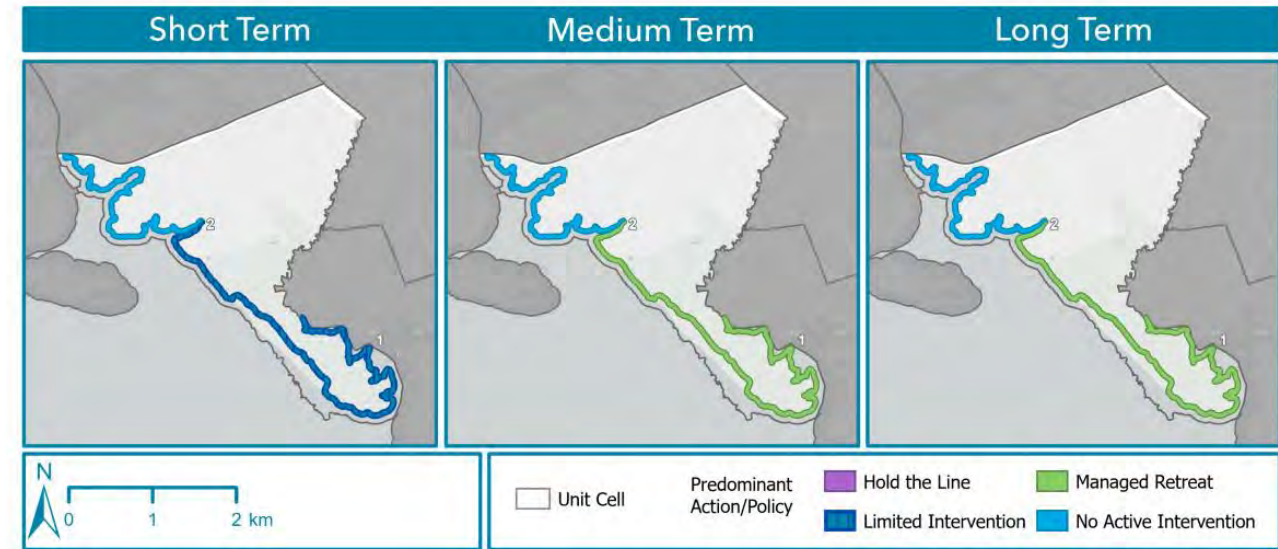 Short Term
Medium Term
Long Term
2
1
2
1
2
1
N
0 1 2 km
Unit Cell
Predominant
Action/Policy
Hold the Line
Managed Retreat
Limited Intervention
No Active Intervention